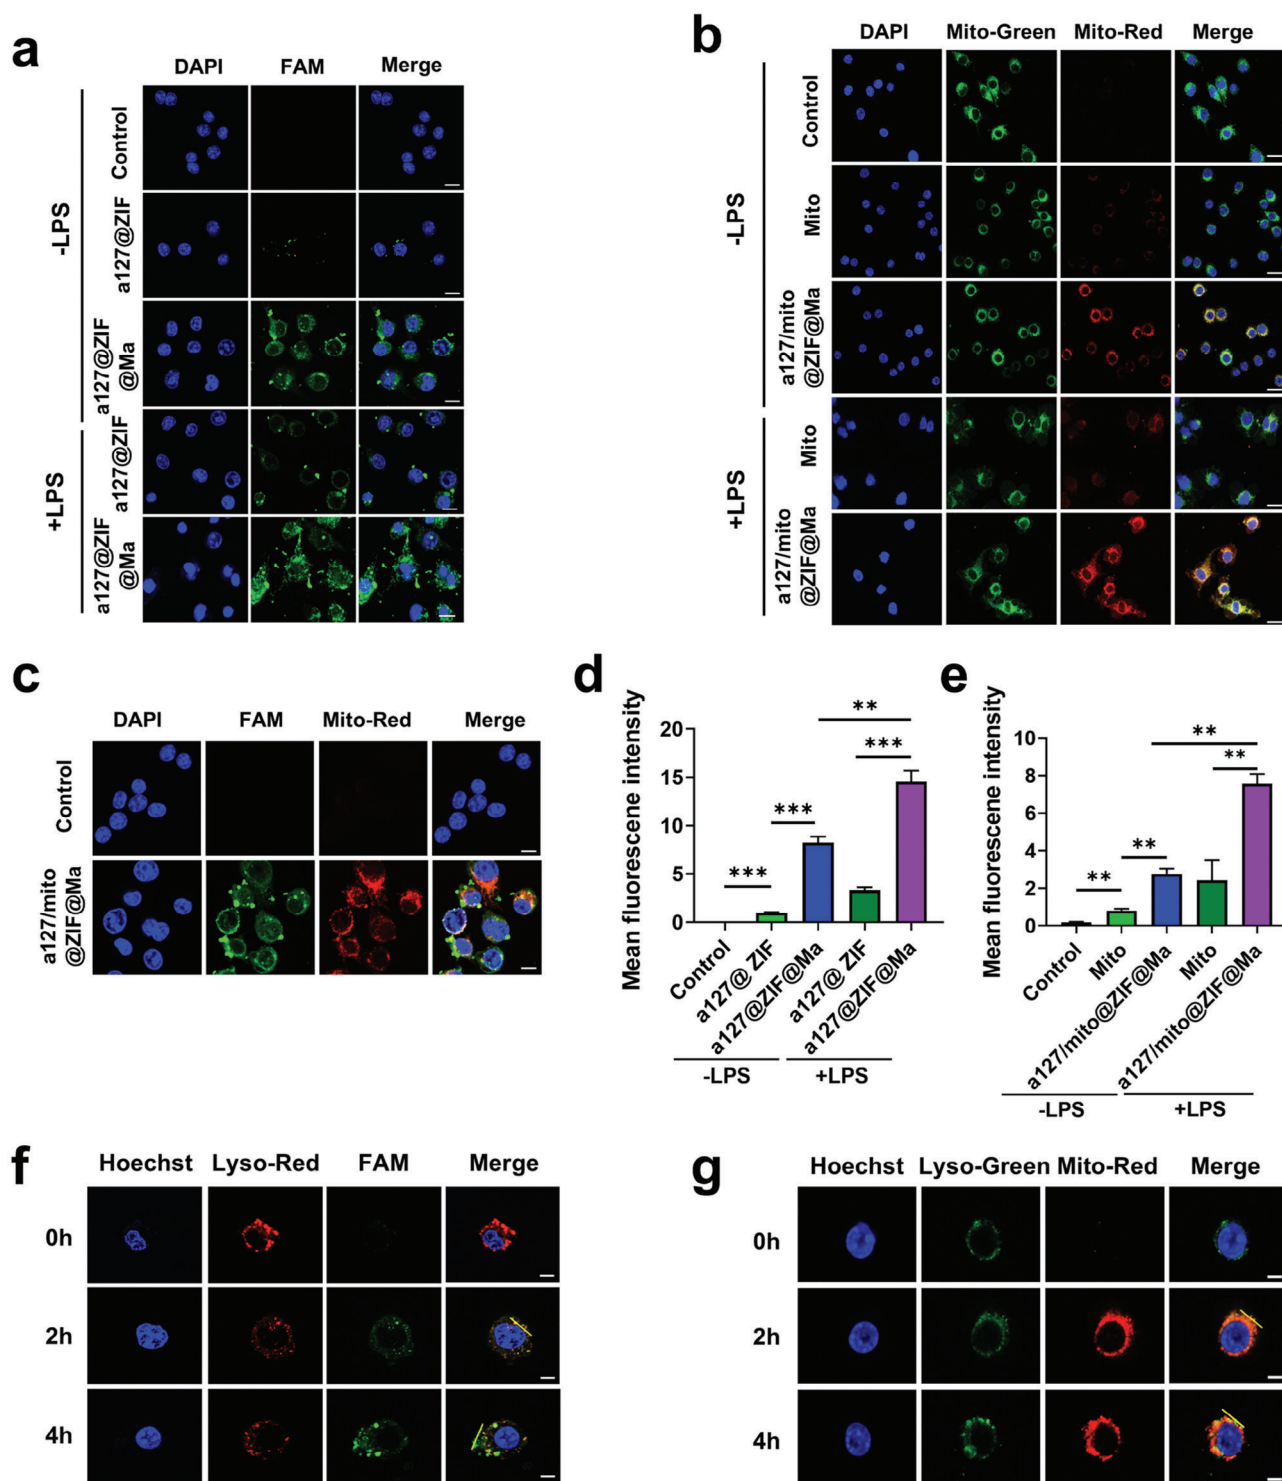 a
DAPI FAM Merge
-LPS
Control
a127@ZIF
a127@ZIF
@Ma
+LPS
a127@ZIF
a127@ZIF
@Ma
b
DAPI Mito-Green Mito-Red Merge
-LPS
Control
Mito
a127/mito
@ZIF@Ma
+LPS
Mito
a127/mito
@ZIF@Ma
c
DAPI FAM Mito-Red Merge
Control
a127/mito
@ZIF@Ma
d
Mean fluorescene intensity
20
15
10
5
0
***
***
**
***
Control
a127@ ZIF
a127@ZIF@Ma
a127@ ZIF
a127@ZIF@Ma
-LPS +LPS
e
Mean fluorescene intensity
10
8
6
4
2
0
**
**
**
**
Control
Mito
a127/mito@ZIF@Ma
Mito
a127/mito@ZIF@Ma
-LPS +LPS
f
Hoechst Lyso-Red FAM Merge
0h
2h
4h
g
Hoechst Lyso-Green Mito-Red Merge
0h
2h
4h